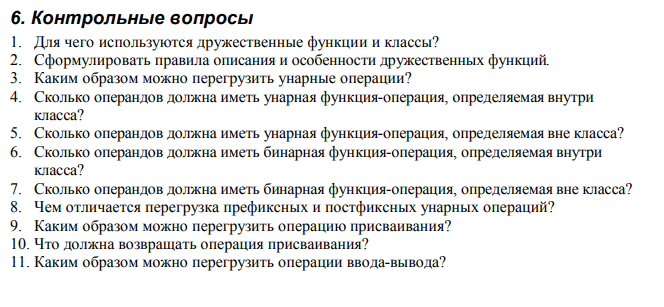 6. Контрольные вопросы
1. Для чего используются дружественные функции и классы?
2. Сформулировать правила описания и особенности дружественных функций.
3. Каким образом можно перегрузить унарные операции?
4. Сколько операндов должна иметь унарная функция-операция, определяемая внутри
класса?
5. Сколько операндов должна иметь унарная функция-операция, определяемая вне класса?
6. Сколько операндов должна иметь бинарная функция-операция, определяемая внутри
класса?
7. Сколько операндов должна иметь бинарная функция-операция, определяемая вне класса?
8. Чем отличается перегрузка префиксных и постфиксных унарных операций?
9. Каким образом можно перегрузить операцию присваивания?
10. Что должна возвращать операция присваивания?
11. Каким образом можно перегрузить операции ввода-вывода?